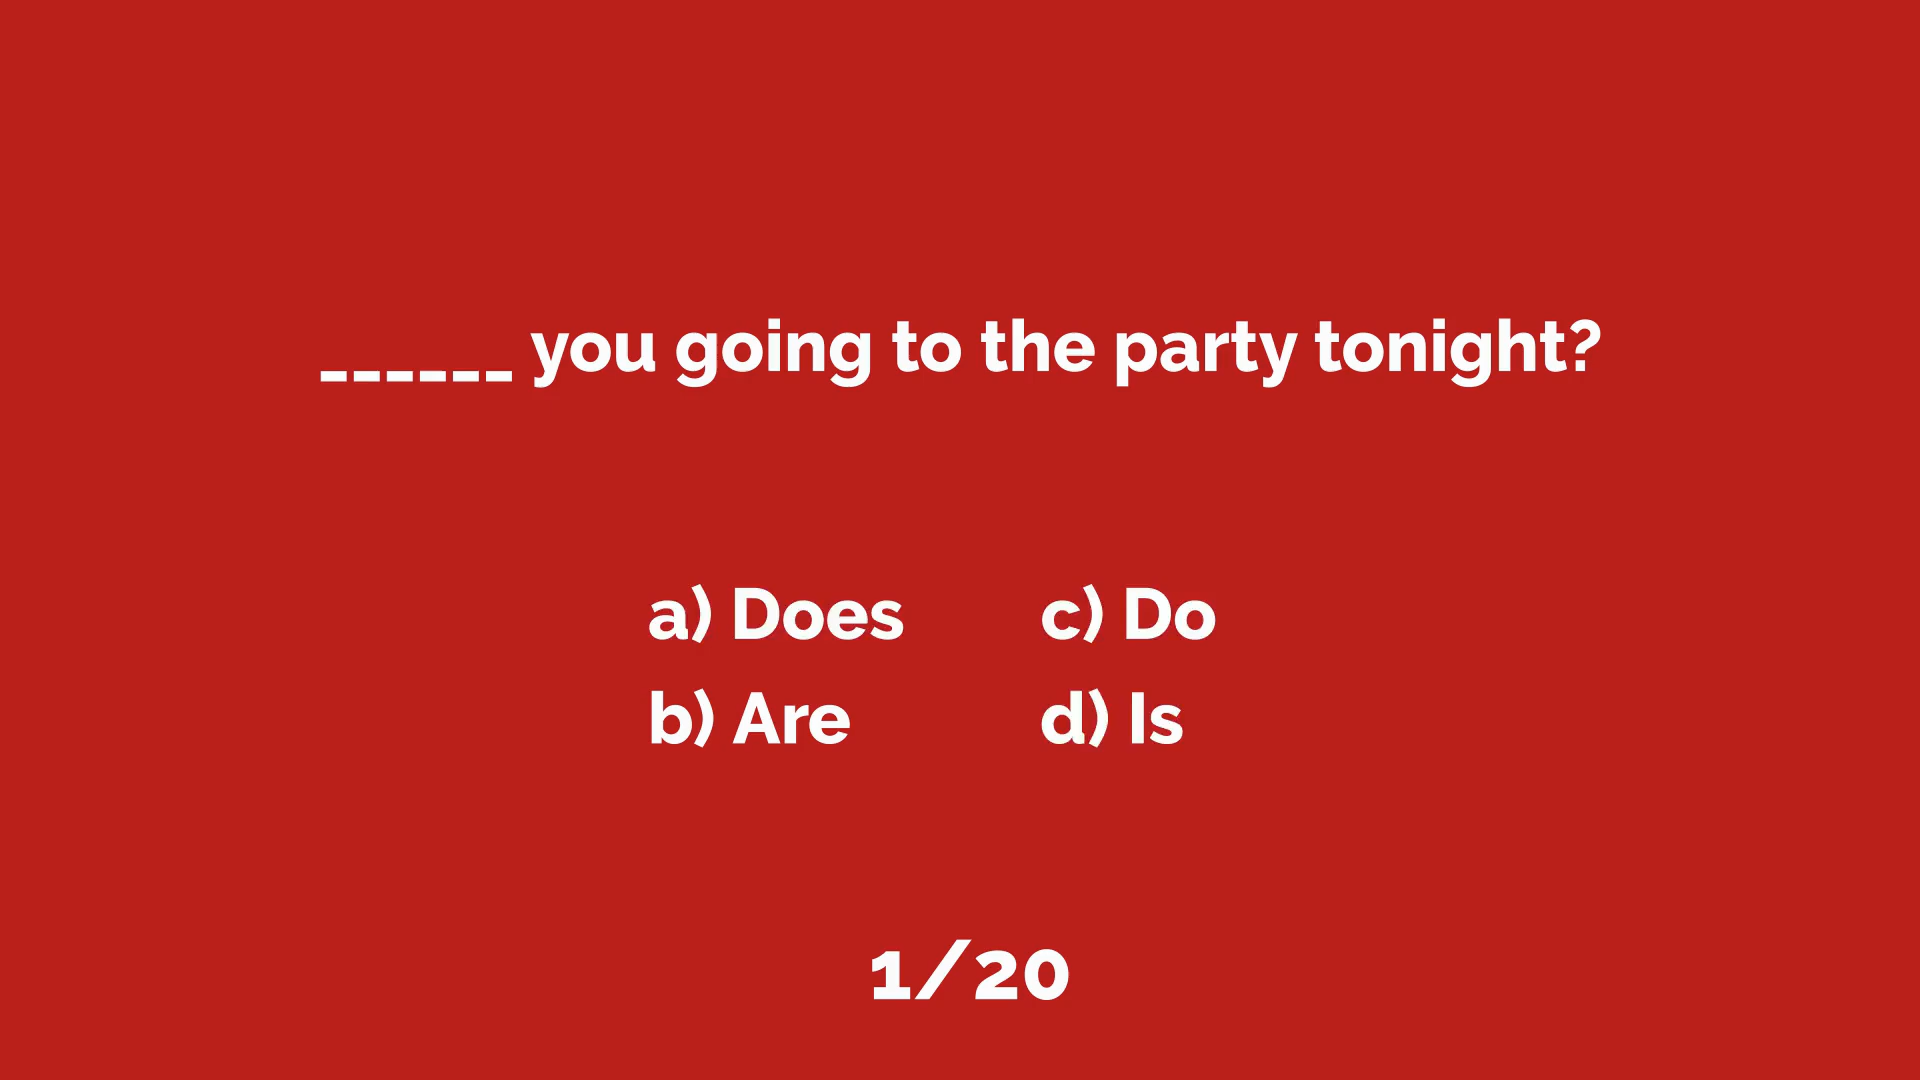 ______ you going to the party tonight?
a) Does
b) Are
c) Do
d) Is
1/20